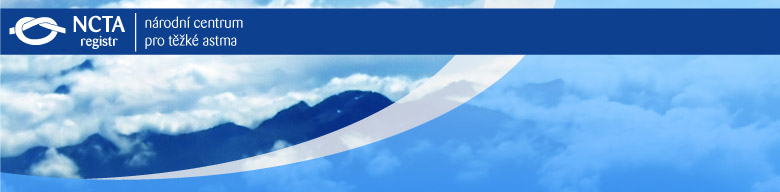 NCTA
registr
národní centrum
pro těžké astma